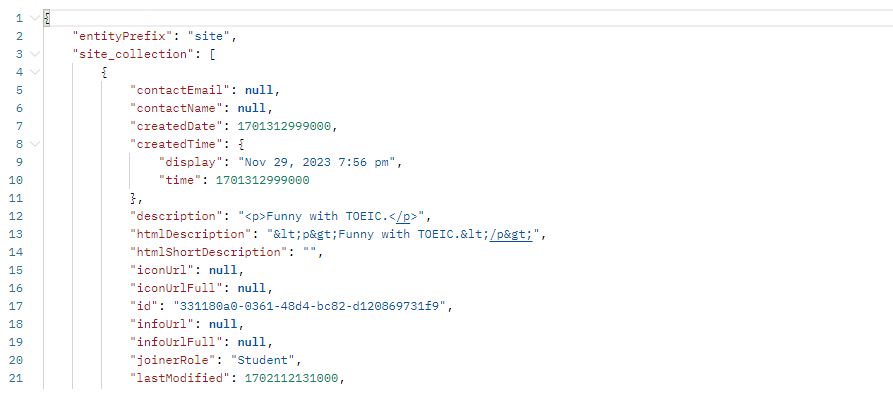 1 {
2 "entityPrefix": "site",
3 "site_collection": [
4 {
5 "contactEmail": null,
6 "contactName": null,
7 "createdDate": 1701312999000,
8 "createdTime": {
9 "display": "Nov 29, 2023 7:56 pm",
10 "time": 1701312999000
11 },
12 "description": "<p>Funny with TOEIC.</p>",
13 "htmlDescription": "&lt;p&gt;Funny with TOEIC.&lt;/p&gt;",
14 "htmlShortDescription": "",
15 "iconUrl": null,
16 "iconUrlFull": null,
17 "id": "331180a0-0361-48d4-bc82-d120869731f9",
18 "infoUrl": null,
19 "infoUrlFull": null,
20 "joinerRole": "Student",
21 "lastModified": 1702112131000,